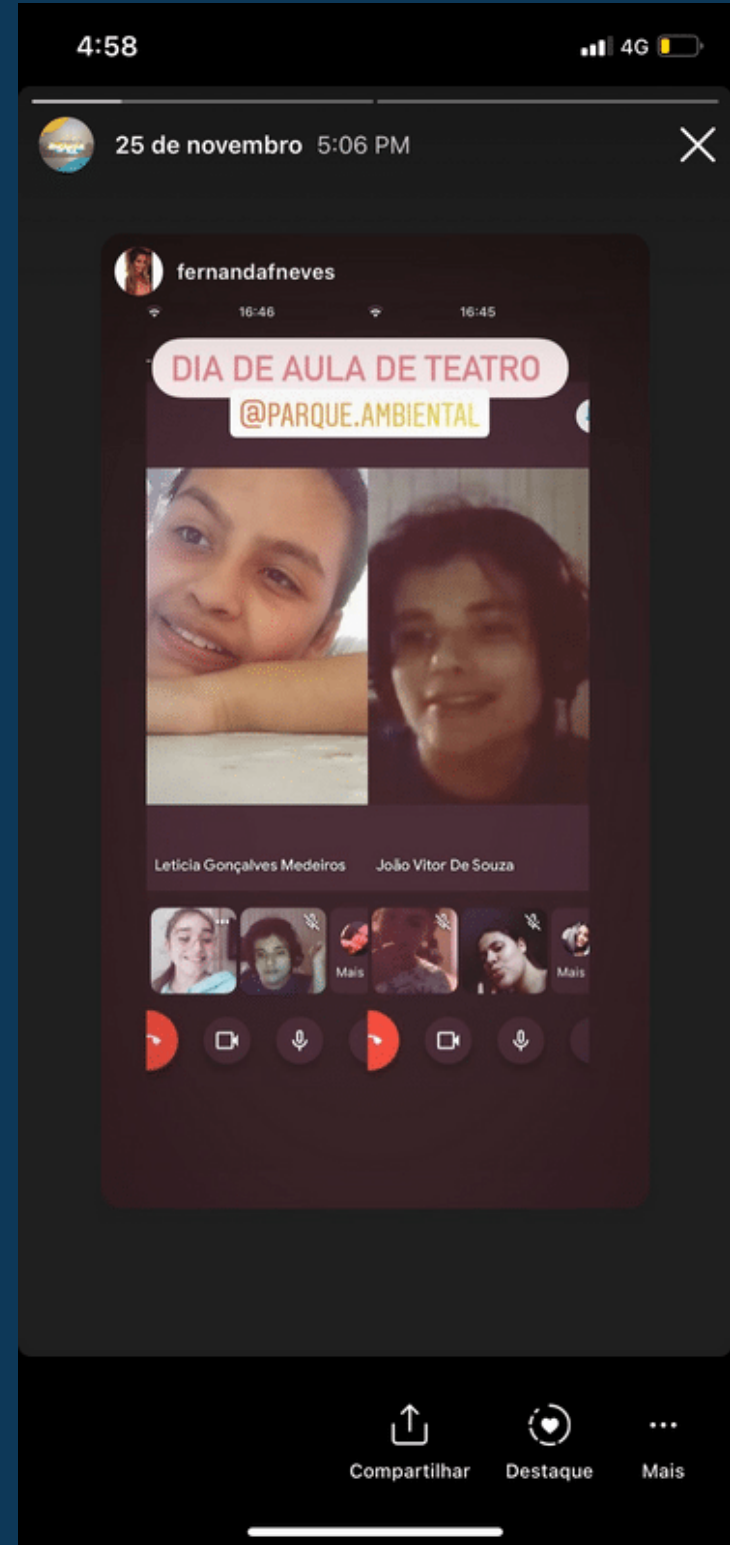 4:58
4G
25 de novembro 5:06 PM
fernandafneves
16:46 16:45
DIA DE AULA DE TEATRO
@PARQUE.AMBIENTAL
Letícia Gonçalves Medeiros João Vitor De Souza
Mais Mais
Compartilhar Destaque Mais